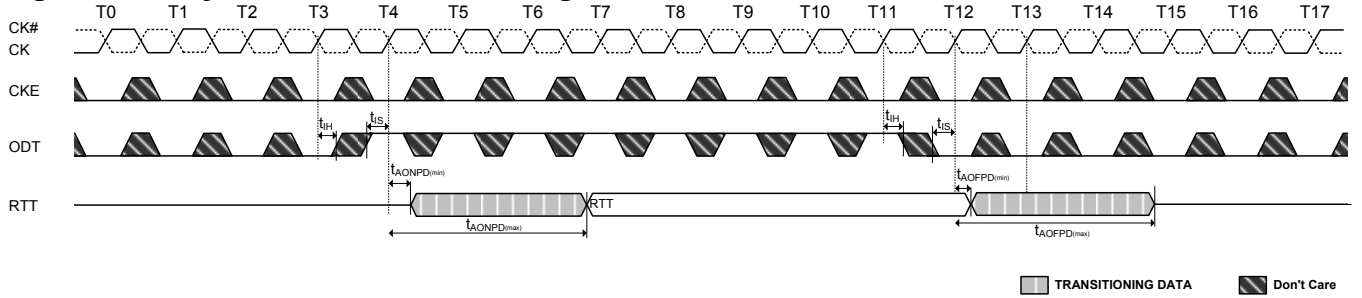 T0 T1 T2 T3 T4 T5 T6 T7 T8 T9 T10 T11 T12 T13 T14 T15 T16 T17
CK#
CK
CKE
tIH tIS tIH tIS
ODT
tAONPD(min) tAOFPD(min)
RTT RTT
tAONPD(max) tAOFPD(max)
TRANSITIONING DATA Don't Care